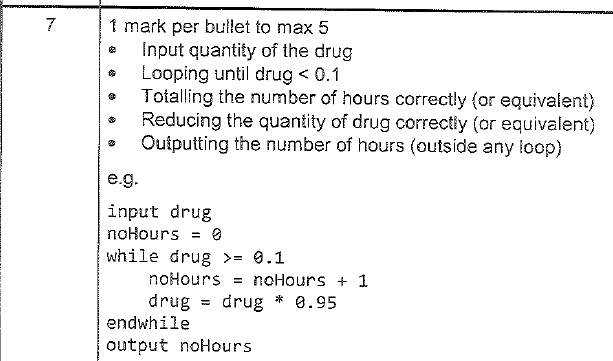 7
1 mark per bullet to max 5
• Input quantity of the drug
• Looping until drug < 0.1
• Totalling the number of hours correctly (or equivalent)
• Reducing the quantity of drug correctly (or equivalent)
• Outputting the number of hours (outside any loop)
e.g.
input drug
noHours = 0
while drug >= 0.1
    noHours = noHours + 1
    drug = drug * 0.95
endwhile
output noHours